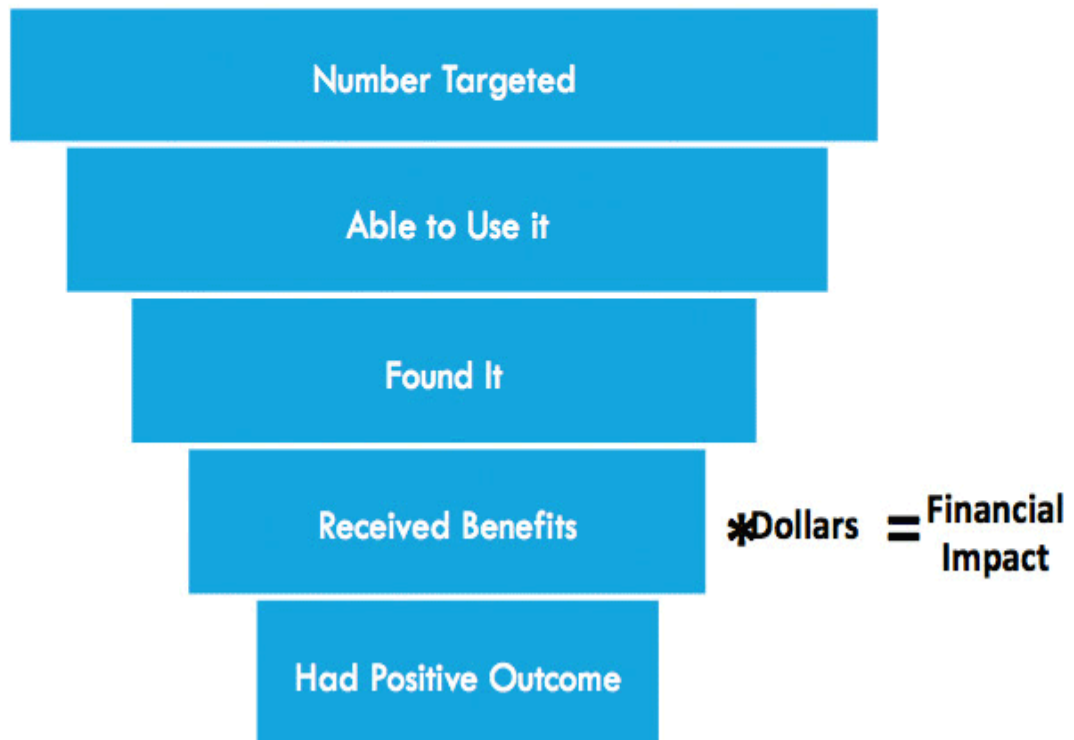 Number Targeted
Able to Use it
Found It
Received Benefits
*Dollars = Financial
Impact
Had Positive Outcome